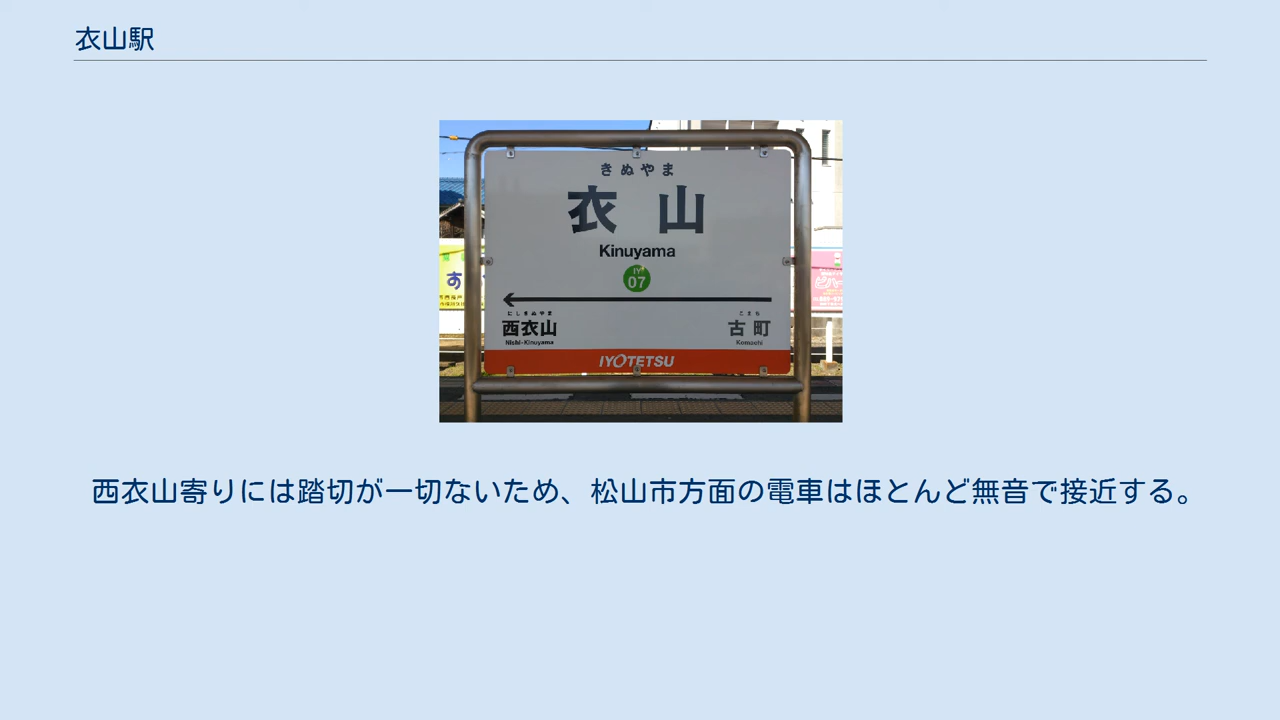 衣山駅
きぬやま
衣山
Kinuyama
IY
07
にしきぬやま
西衣山
Nishi-Kinuyama
こまち
古町
Komachi
IYOTETSU
西衣山寄りには踏切が一切ないため、松山市方面の電車はほとんど無音で接近する。